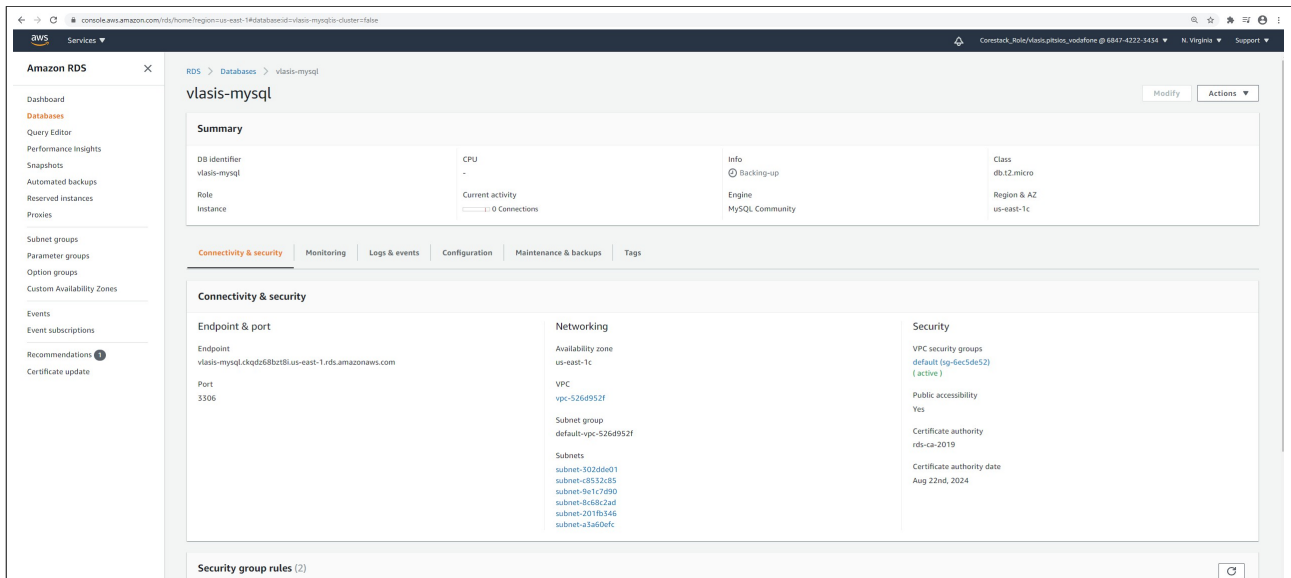 console.aws.amazon.com/rds/home?region=us-east-1#database:id=vlasis-mysql;is-cluster=false
aws
Services
Corestack_Role/vlasis.pitsios_vodafone @ 6847-4222-3434
N. Virginia
Support
Amazon RDS
Dashboard
Databases
Query Editor
Performance Insights
Snapshots
Automated backups
Reserved instances
Proxies
Subnet groups
Parameter groups
Option groups
Custom Availability Zones
Events
Event subscriptions
Recommendations 1
Certificate update
RDS > Databases > vlasis-mysql
vlasis-mysql
Modify
Actions
Summary
DB identifier
vlasis-mysql
CPU
-
Info
Backing-up
Class
db.t2.micro
Role
Instance
Current activity
0 Connections
Engine
MySQL Community
Region & AZ
us-east-1c
Connectivity & security
Monitoring
Logs & events
Configuration
Maintenance & backups
Tags
Connectivity & security
Endpoint & port
Endpoint
vlasis-mysql.ckqdz68bzt8i.us-east-1.rds.amazonaws.com
Port
3306
Networking
Availability zone
us-east-1c
VPC
vpc-526d952f
Subnet group
default-vpc-526d952f
Subnets
subnet-302dde01
subnet-c8532c85
subnet-9e1c7d90
subnet-8c68c2ad
subnet-201fb346
subnet-a3a60efc
Security
VPC security groups
default (sg-6ec5de52)
( active )
Public accessibility
Yes
Certificate authority
rds-ca-2019
Certificate authority date
Aug 22nd, 2024
Security group rules (2)